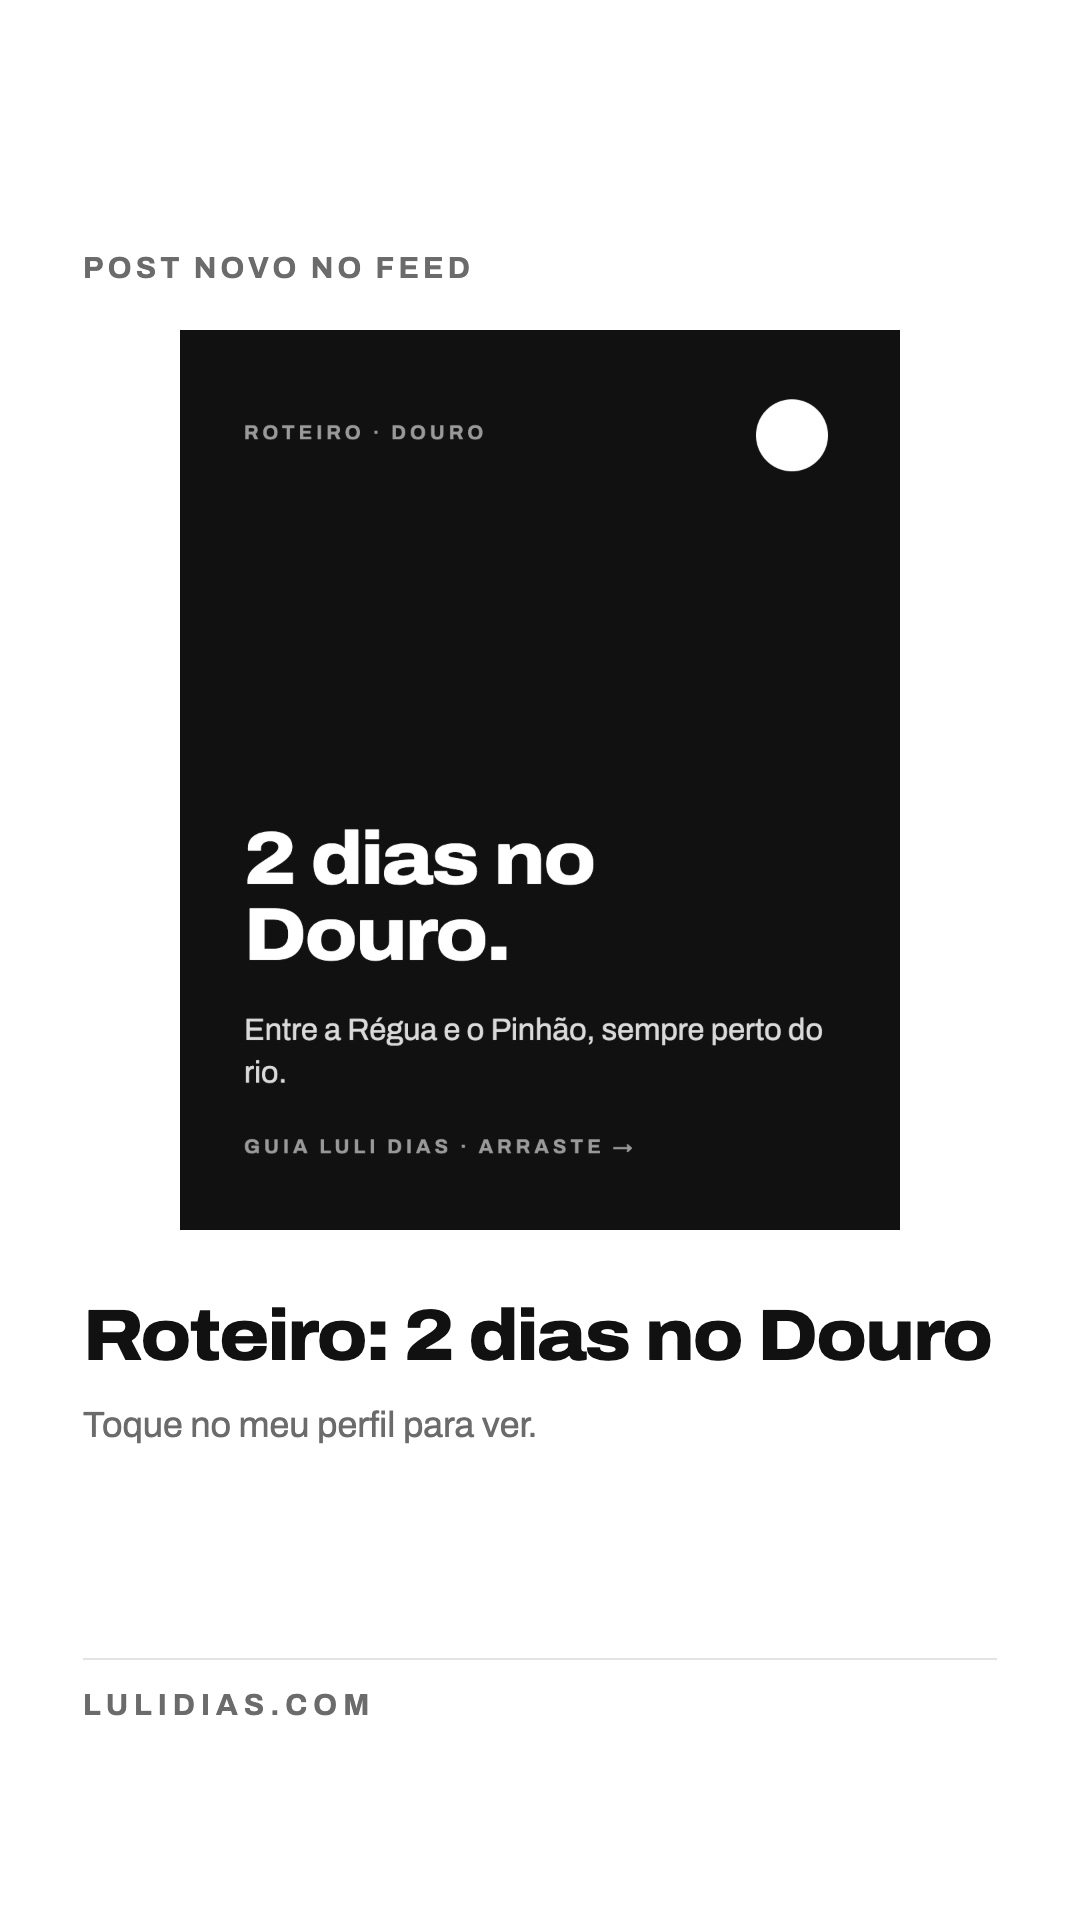 POST NOVO NO FEED
ROTEIRO · DOURO
2 dias no
Douro.
Entre a Régua e o Pinhão, sempre perto do
rio.
GUIA LULI DIAS · ARRASTE →
Roteiro: 2 dias no Douro
Toque no meu perfil para ver.
LULIDIAS.COM